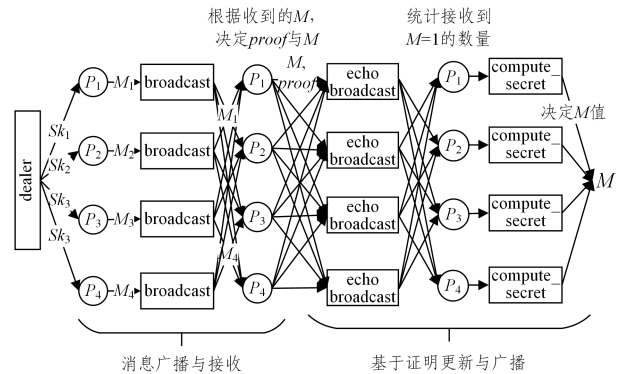 根据收到的M,
决定proof与M
统计接收到
M=1的数量
M,
proof
dealer
Sk1
Sk2
Sk3
Sk3
P1
M1
broadcast
P2
M2
broadcast
P3
M3
broadcast
P4
M4
broadcast
M1
M4
P1
P2
P3
P4
echo
broadcast
echo
broadcast
echo
broadcast
echo
broadcast
P1
P2
P3
P4
compute_
secret
compute_
secret
compute_
secret
compute_
secret
决定M值
M
消息广播与接收
基于证明更新与广播